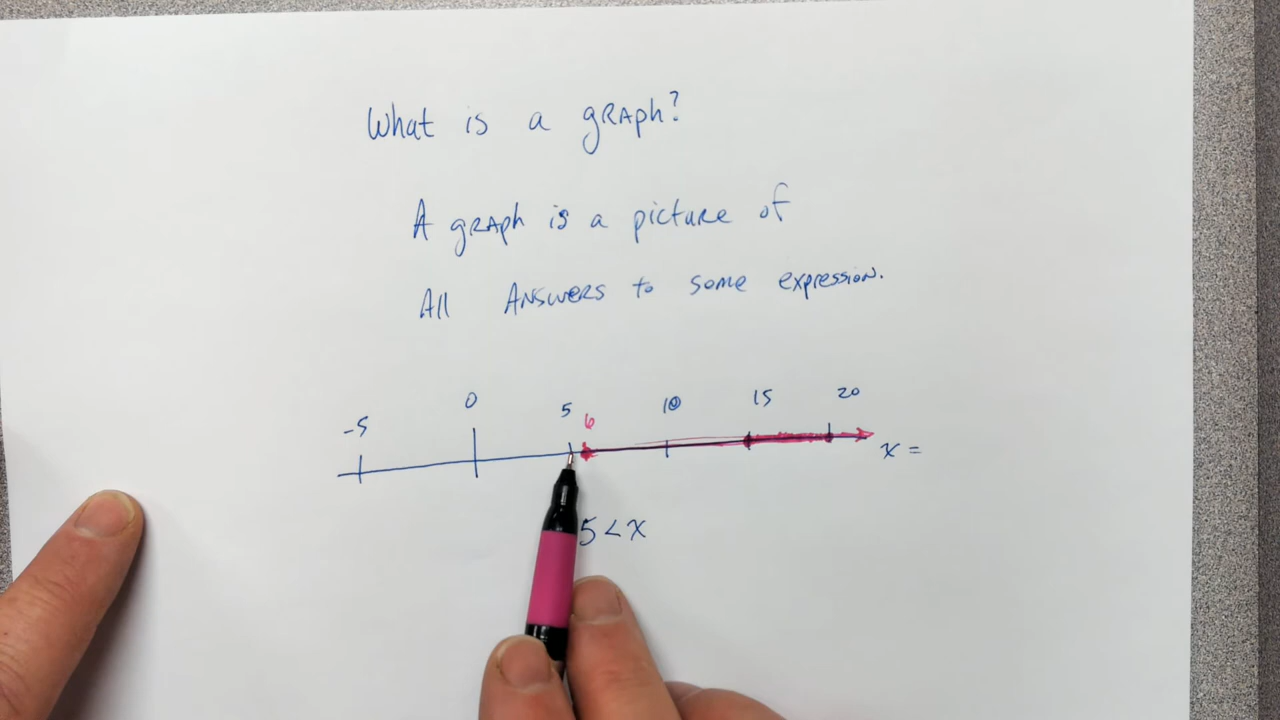 What is a gRAph?
A gRAph is a picture of
All Answers to some expression.
-5 0 5 6 10 15 20
x =
5 < x